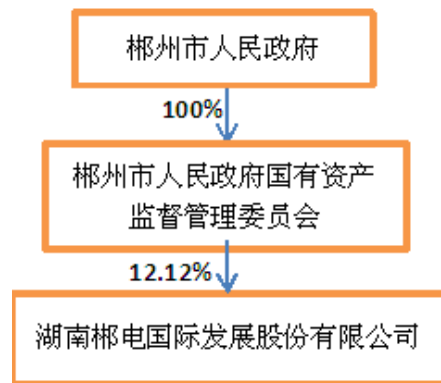 郴州市人民政府
100%
郴州市人民政府国有资产
监督管理委员会
12.12%
湖南郴电国际发展股份有限公司